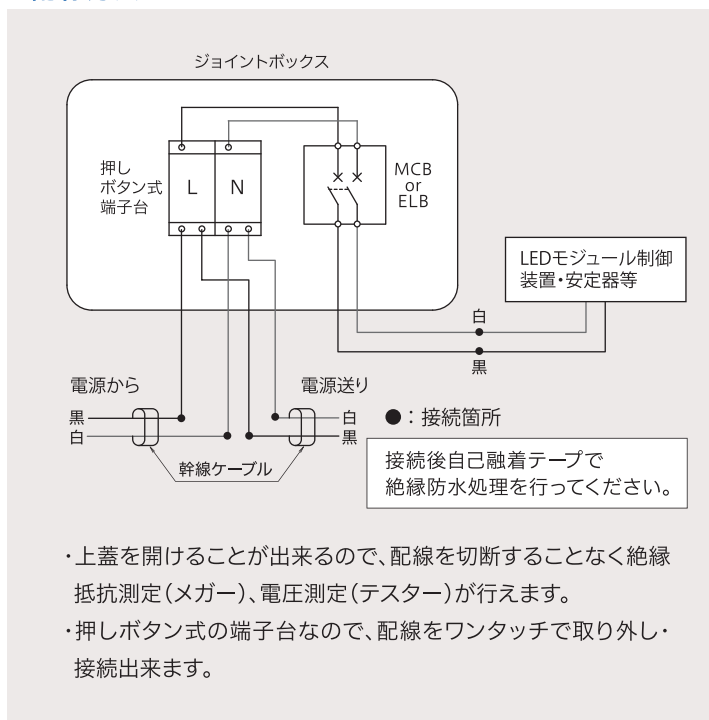 ジョイントボックス
押し
ボタン式
端子台
L
N
MCB
or
ELB
LEDモジュール制御
装置・安定器等
白
黒
電源から
電源送り
黒
白
白
黒
●：接続箇所
幹線ケーブル
接続後自己融着テープで
絶縁防水処理を行ってください。
・上蓋を開けることが出来るので、配線を切断することなく絶縁
抵抗測定（メガー）、電圧測定（テスター）が行えます。
・押しボタン式の端子台なので、配線をワンタッチで取り外し・
接続出来ます。